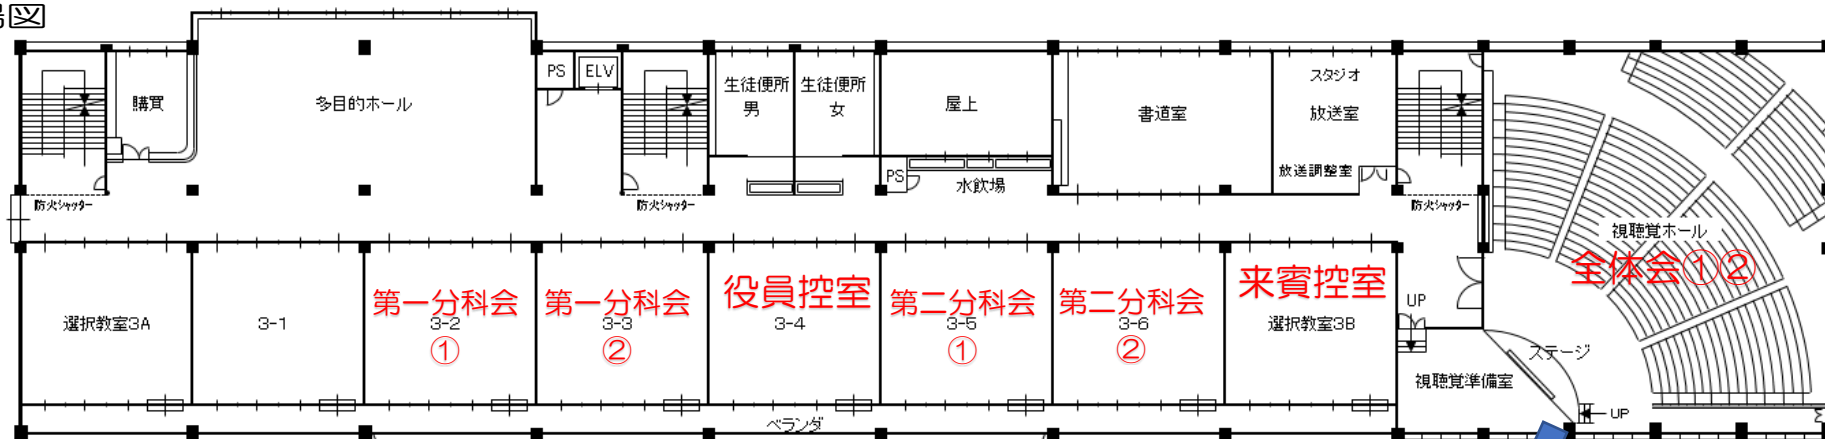 場図
購買
多目的ホール
PS
ELV
生徒便所
男
生徒便所
女
屋上
書道室
スタジオ
放送室
放送調整室
PS
水飲場
防火シャッター
防火シャッター
防火シャッター
視聴覚ホール
全体会①②
選択教室3A
3-1
第一分科会
3-2
①
第一分科会
3-3
②
役員控室
3-4
第二分科会
3-5
①
第二分科会
3-6
②
来賓控室
選択教室3B
UP
ステージ
視聴覚準備室
UP
ベランダ